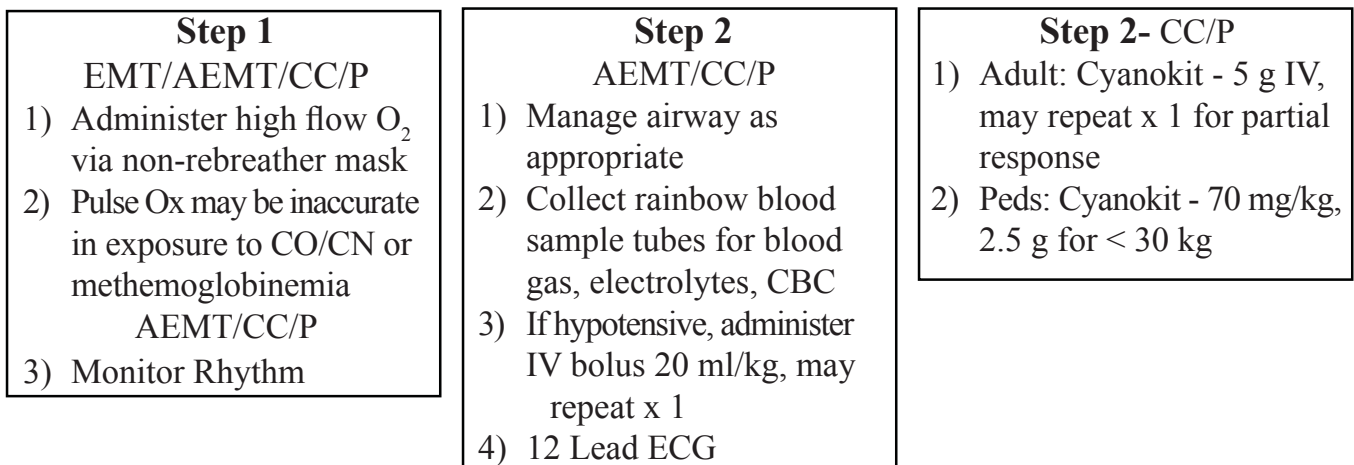 Step 1
EMT/AEMT/CC/P
1) Administer high flow O₂
via non-rebreather mask
2) Pulse Ox may be inaccurate
in exposure to CO/CN or
methemoglobinemia
AEMT/CC/P
3) Monitor Rhythm
Step 2
AEMT/CC/P
1) Manage airway as
appropriate
2) Collect rainbow blood
sample tubes for blood
gas, electrolytes, CBC
3) If hypotensive, administer
IV bolus 20 ml/kg, may
repeat x 1
4) 12 Lead ECG
Step 2- CC/P
1) Adult: Cyanokit - 5 g IV,
may repeat x 1 for partial
response
2) Peds: Cyanokit - 70 mg/kg,
2.5 g for < 30 kg